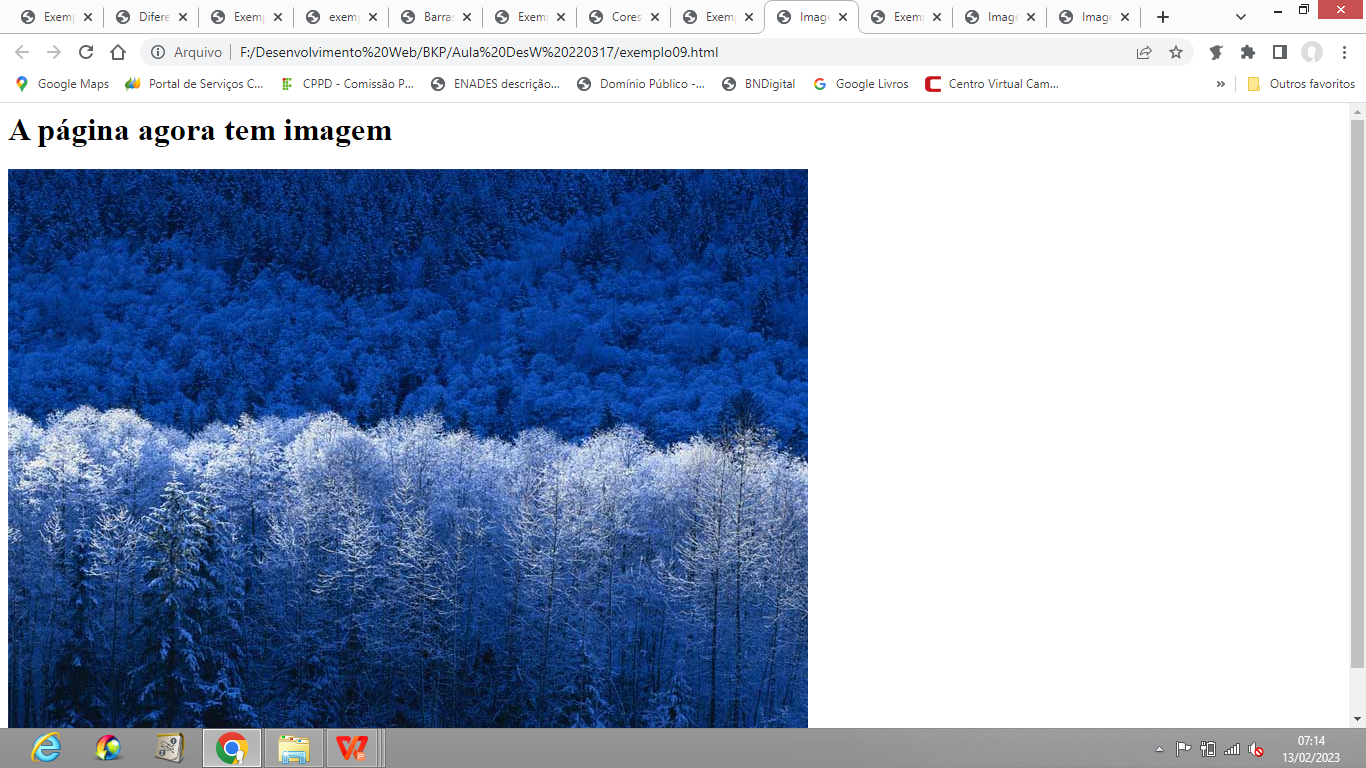 Exemp Difere Exemp exemp Barras Exemp Cores Exemp Image Exemp Image Image
Arquivo F:/Desenvolvimento%20Web/BKP/Aula%20DesW%20220317/exemplo09.html
Google Maps Portal de Serviços C... CPPD - Comissão P... ENADES descrição... Domínio Público -... BNDigital Google Livros Centro Virtual Cam... » Outros favoritos
A página agora tem imagem
07:14
13/02/2023